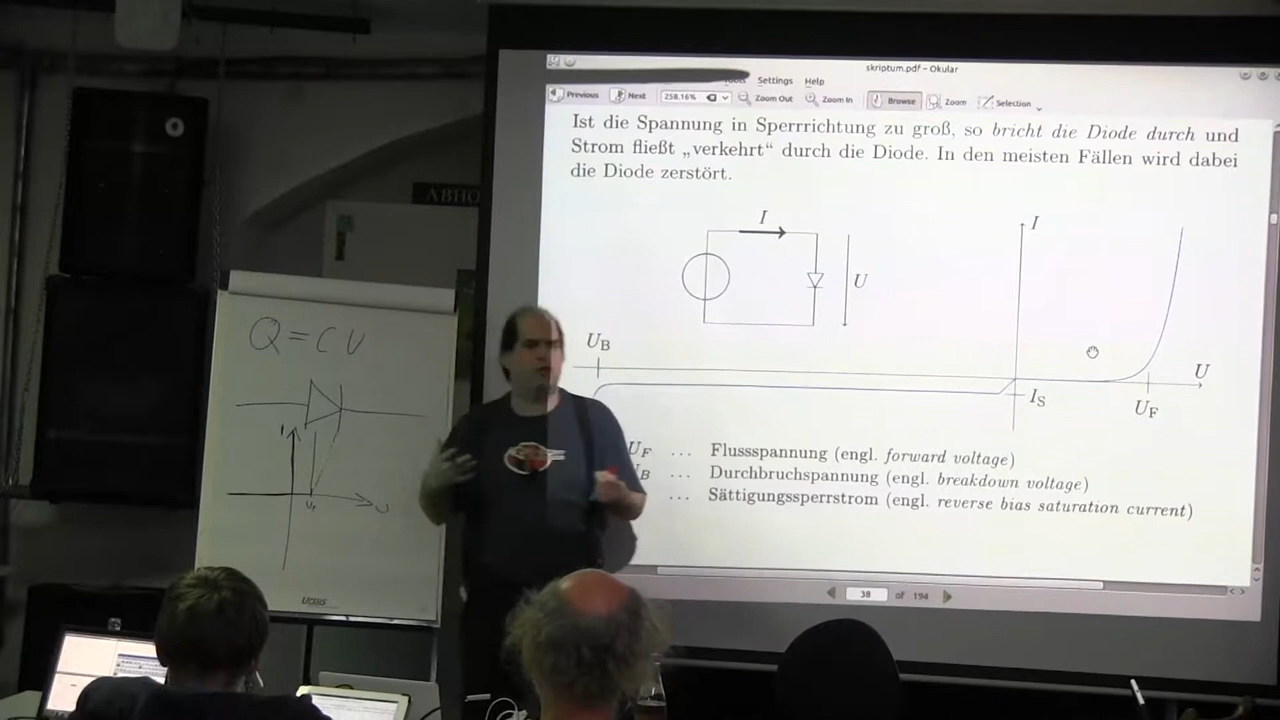 skriptum.pdf – Okular
Settings Help
Previous Next 258.16% Zoom Out Zoom In Browse Zoom Selection
Ist die Spannung in Sperrrichtung zu groß, so bricht die Diode durch und
Strom fließt „verkehrt“ durch die Diode. In den meisten Fällen wird dabei
die Diode zerstört.
I
U
I
U_B
U
I_S
U_F
U_F ... Flussspannung (engl. forward voltage)
B ... Durchbruchspannung (engl. breakdown voltage)
... Sättigungssperrstrom (engl. reverse bias saturation current)
38 of 194
ABHO
Q = C U
I
U